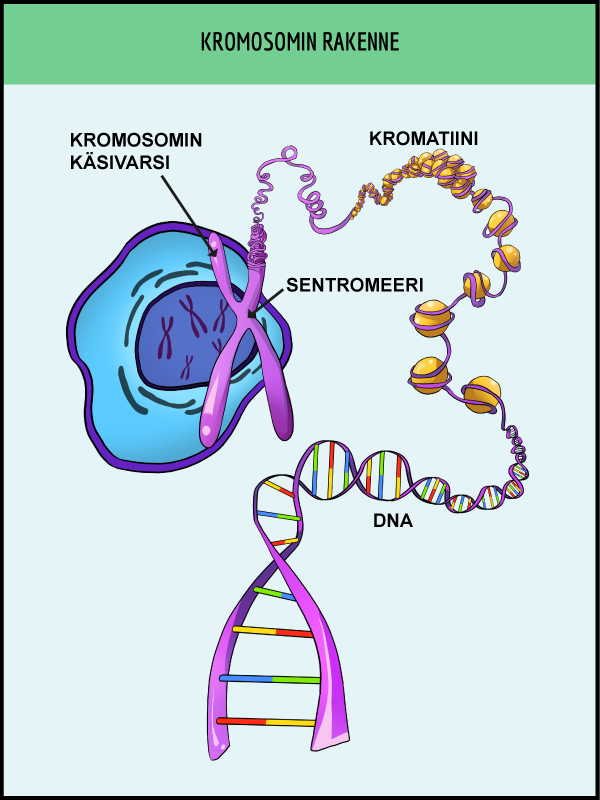 KROMOSOMIN RAKENNE
KROMOSOMIN
KÄSIVARSI
KROMATIINI
SENTROMEERI
DNA